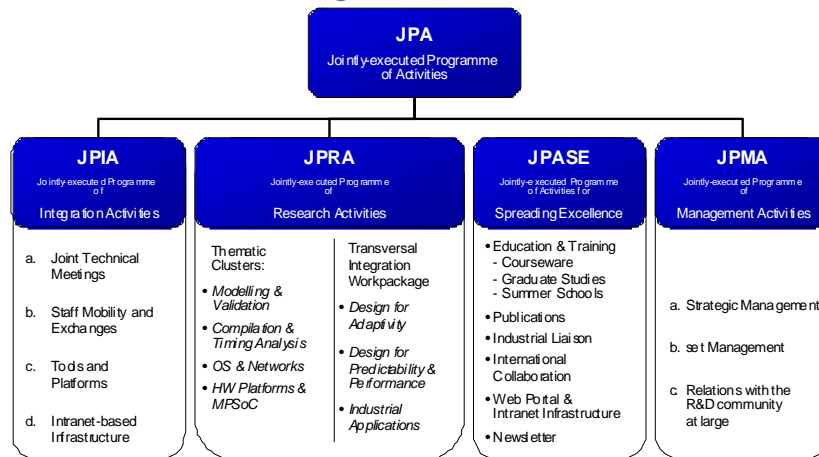 JPA
Jointly-executed Programme
of Activities
JPIA
Jointly-executed Programme
of
Integration Activities
a. Joint Technical
Meetings
b. Staff Mobility and
Exchanges
c. Tools and
Platforms
d. Intranet-based
Infrastructure
JPRA
Jointly-executed Programme
of
Research Activities
Thematic
Clusters:
• Modelling &
Validation
• Compilation &
Timing Analysis
• OS & Networks
• HW Platforms &
MPSoC
Transversal
Integration
Workpackage
• Design for
Adaptivity
• Design for
Predictability &
Performance
• Industrial
Applications
JPASE
Jointly-executed Programme
of Activities for
Spreading Excellence
• Education & Training
- Courseware
- Graduate Studies
- Summer Schools
• Publications
• Industrial Liaison
• International
Collaboration
• Web Portal &
Intranet Infrastructure
• Newsletter
JPMA
Jointly-executed Programme
of
Management Activities
a. Strategic Management
b. set Management
c. Relations with the
R&D community
at large